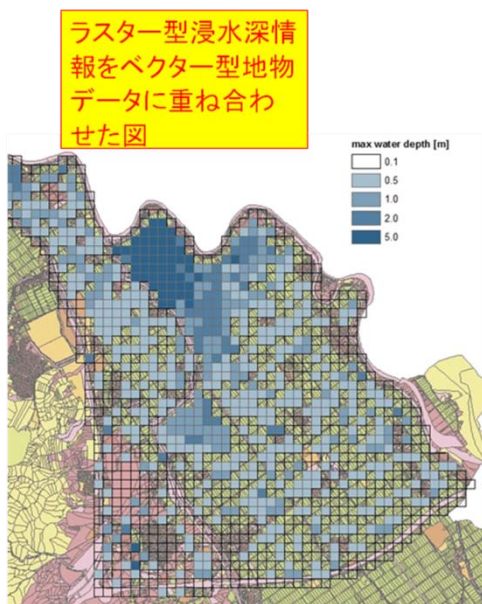 ラスター型浸水深情
報をベクター型地物
データに重ね合わ
せた図
max water depth [m]
0.1
0.5
1.0
2.0
5.0